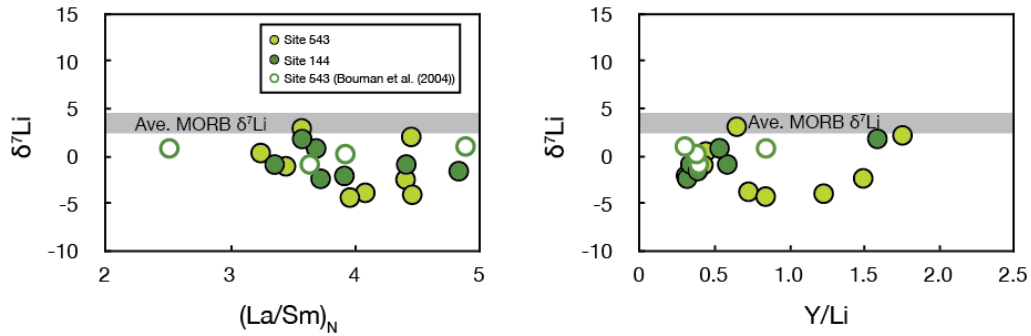 15
10
5
0
-5
-10
δ⁷Li
Site 543
Site 144
Site 543 (Bouman et al. (2004))
Ave. MORB δ⁷Li
2
3
4
5
(La/Sm)N
15
10
5
0
-5
-10
δ⁷Li
Ave. MORB δ⁷Li
0
0.5
1.0
1.5
2.0
2.5
Y/Li